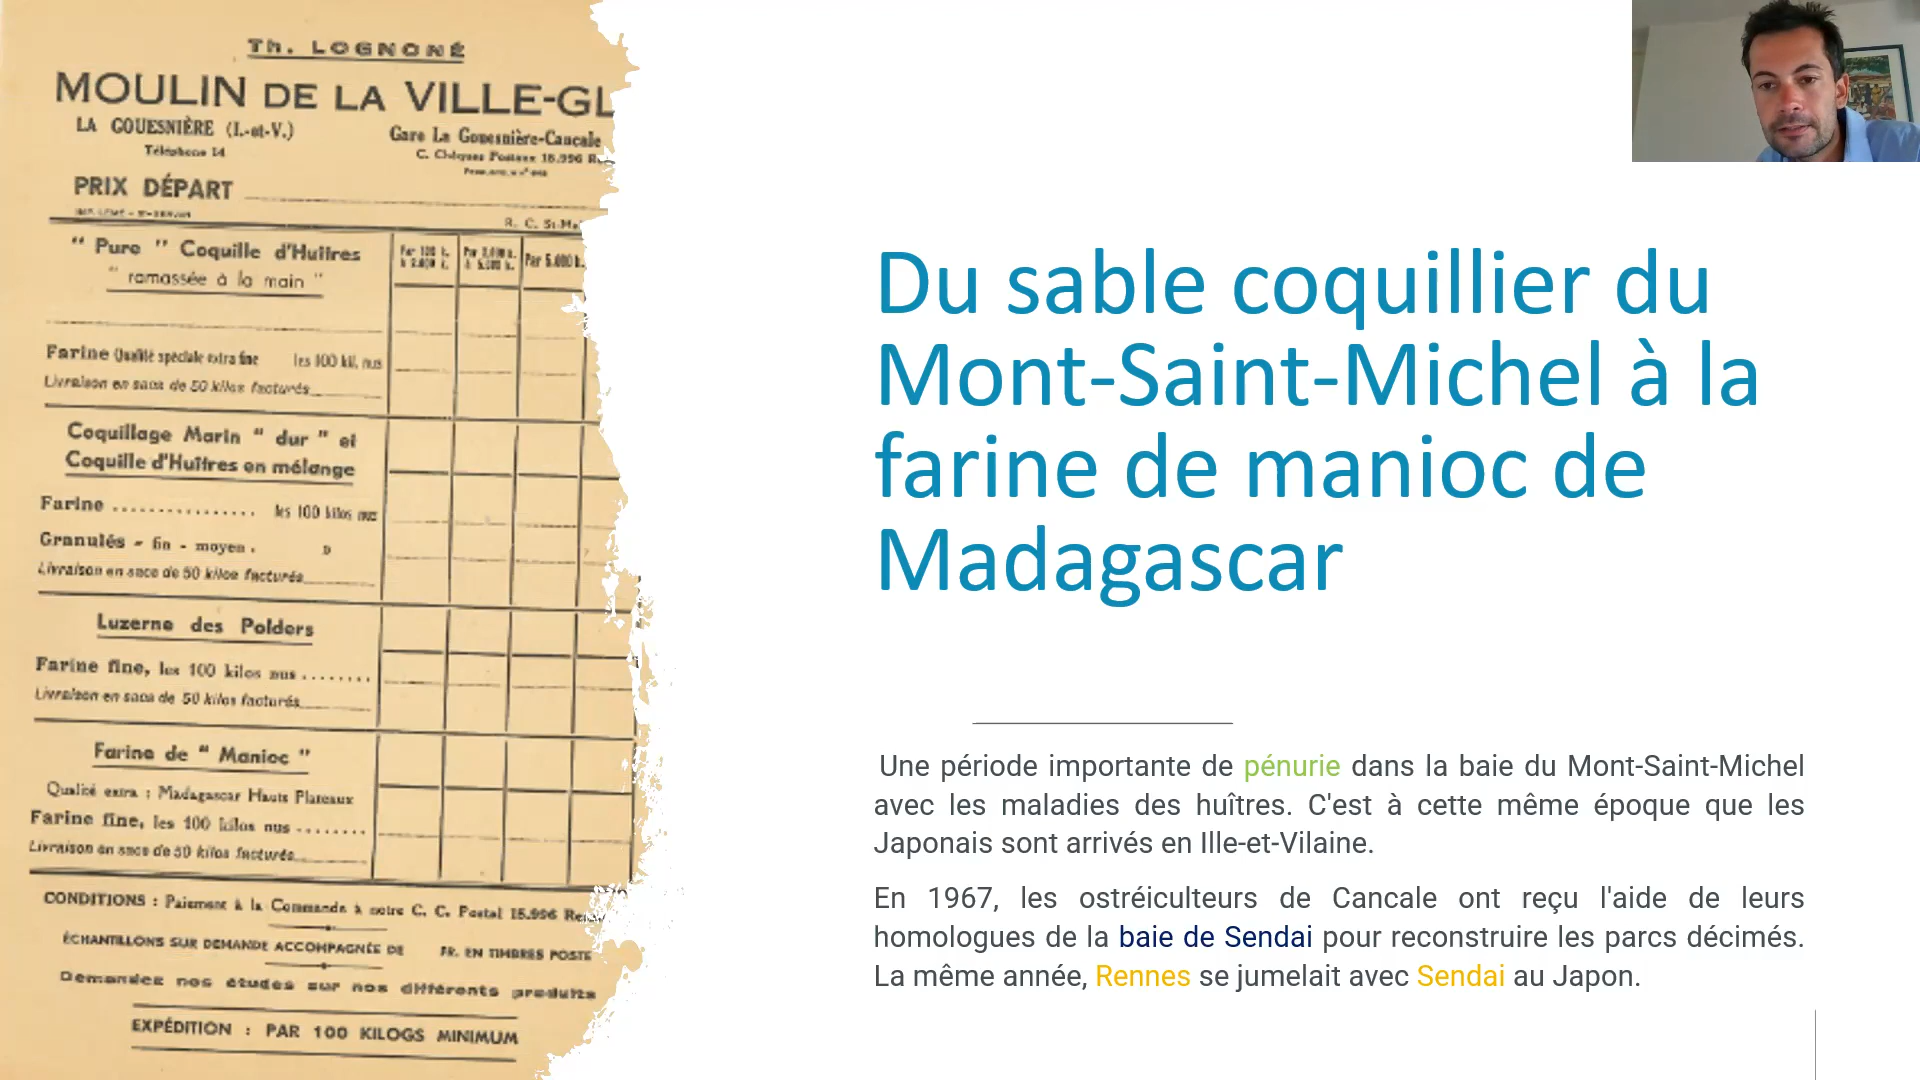 Th. LOGNONÉ
MOULIN DE LA VILLE-GL
LA GOUESNIÈRE (I.-et-V.)
Téléphone 14
Gare La Gouesnière-Cancale
C. Chèques Postaux 15.996
PRIX DÉPART
R. C. St-Ma
“ Pure ” Coquille d'Huîtres
“ ramassée à la main ”
Par 5.000 k.
Farine Qualité spéciale extra fine les 100 kil. nus
Livraison en sacs de 50 kilos facturés
Coquillage Marin “ dur ” et
Coquille d'Huîtres en mélange
Farine ............... les 100 kilos nus
Granulés - fin - moyen . »
Livraison en sacs de 50 kilos facturés
Luzerne des Polders
Farine fine, les 100 kilos nus ........
Livraison en sacs de 50 kilos facturés
Farine de “ Manioc ”
Qualité extra : Madagascar Hauts Plateaux
Farine fine, les 100 kilos nus ........
Livraison en sacs de 50 kilos facturés
CONDITIONS : Paiement à la Commande à notre C. C. Postal 15.996
ÉCHANTILLONS SUR DEMANDE ACCOMPAGNÉE DE FR. EN TIMBRES POSTE
Demandez nos études sur nos différents produits
EXPÉDITION : PAR 100 KILOGS MINIMUM
Du sable coquillier du
Mont-Saint-Michel à la
farine de manioc de
Madagascar
Une période importante de pénurie dans la baie du Mont-Saint-Michel
avec les maladies des huîtres. C'est à cette même époque que les
Japonais sont arrivés en Ille-et-Vilaine.
En 1967, les ostréiculteurs de Cancale ont reçu l'aide de leurs
homologues de la baie de Sendai pour reconstruire les parcs décimés.
La même année, Rennes se jumelait avec Sendai au Japon.